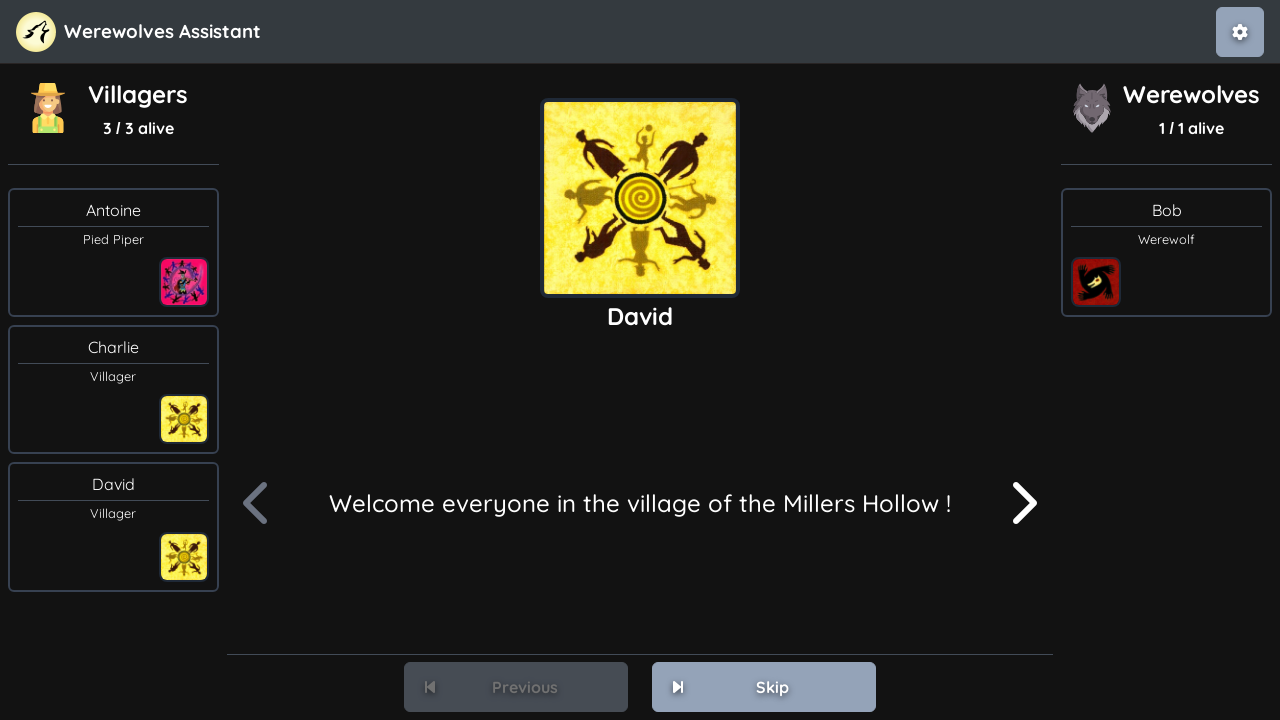 Werewolves Assistant
Villagers
3 / 3 alive
Antoine
Pied Piper
Charlie
Villager
David
Villager
David
Welcome everyone in the village of the Millers Hollow !
Previous
Skip
Werewolves
1 / 1 alive
Bob
Werewolf